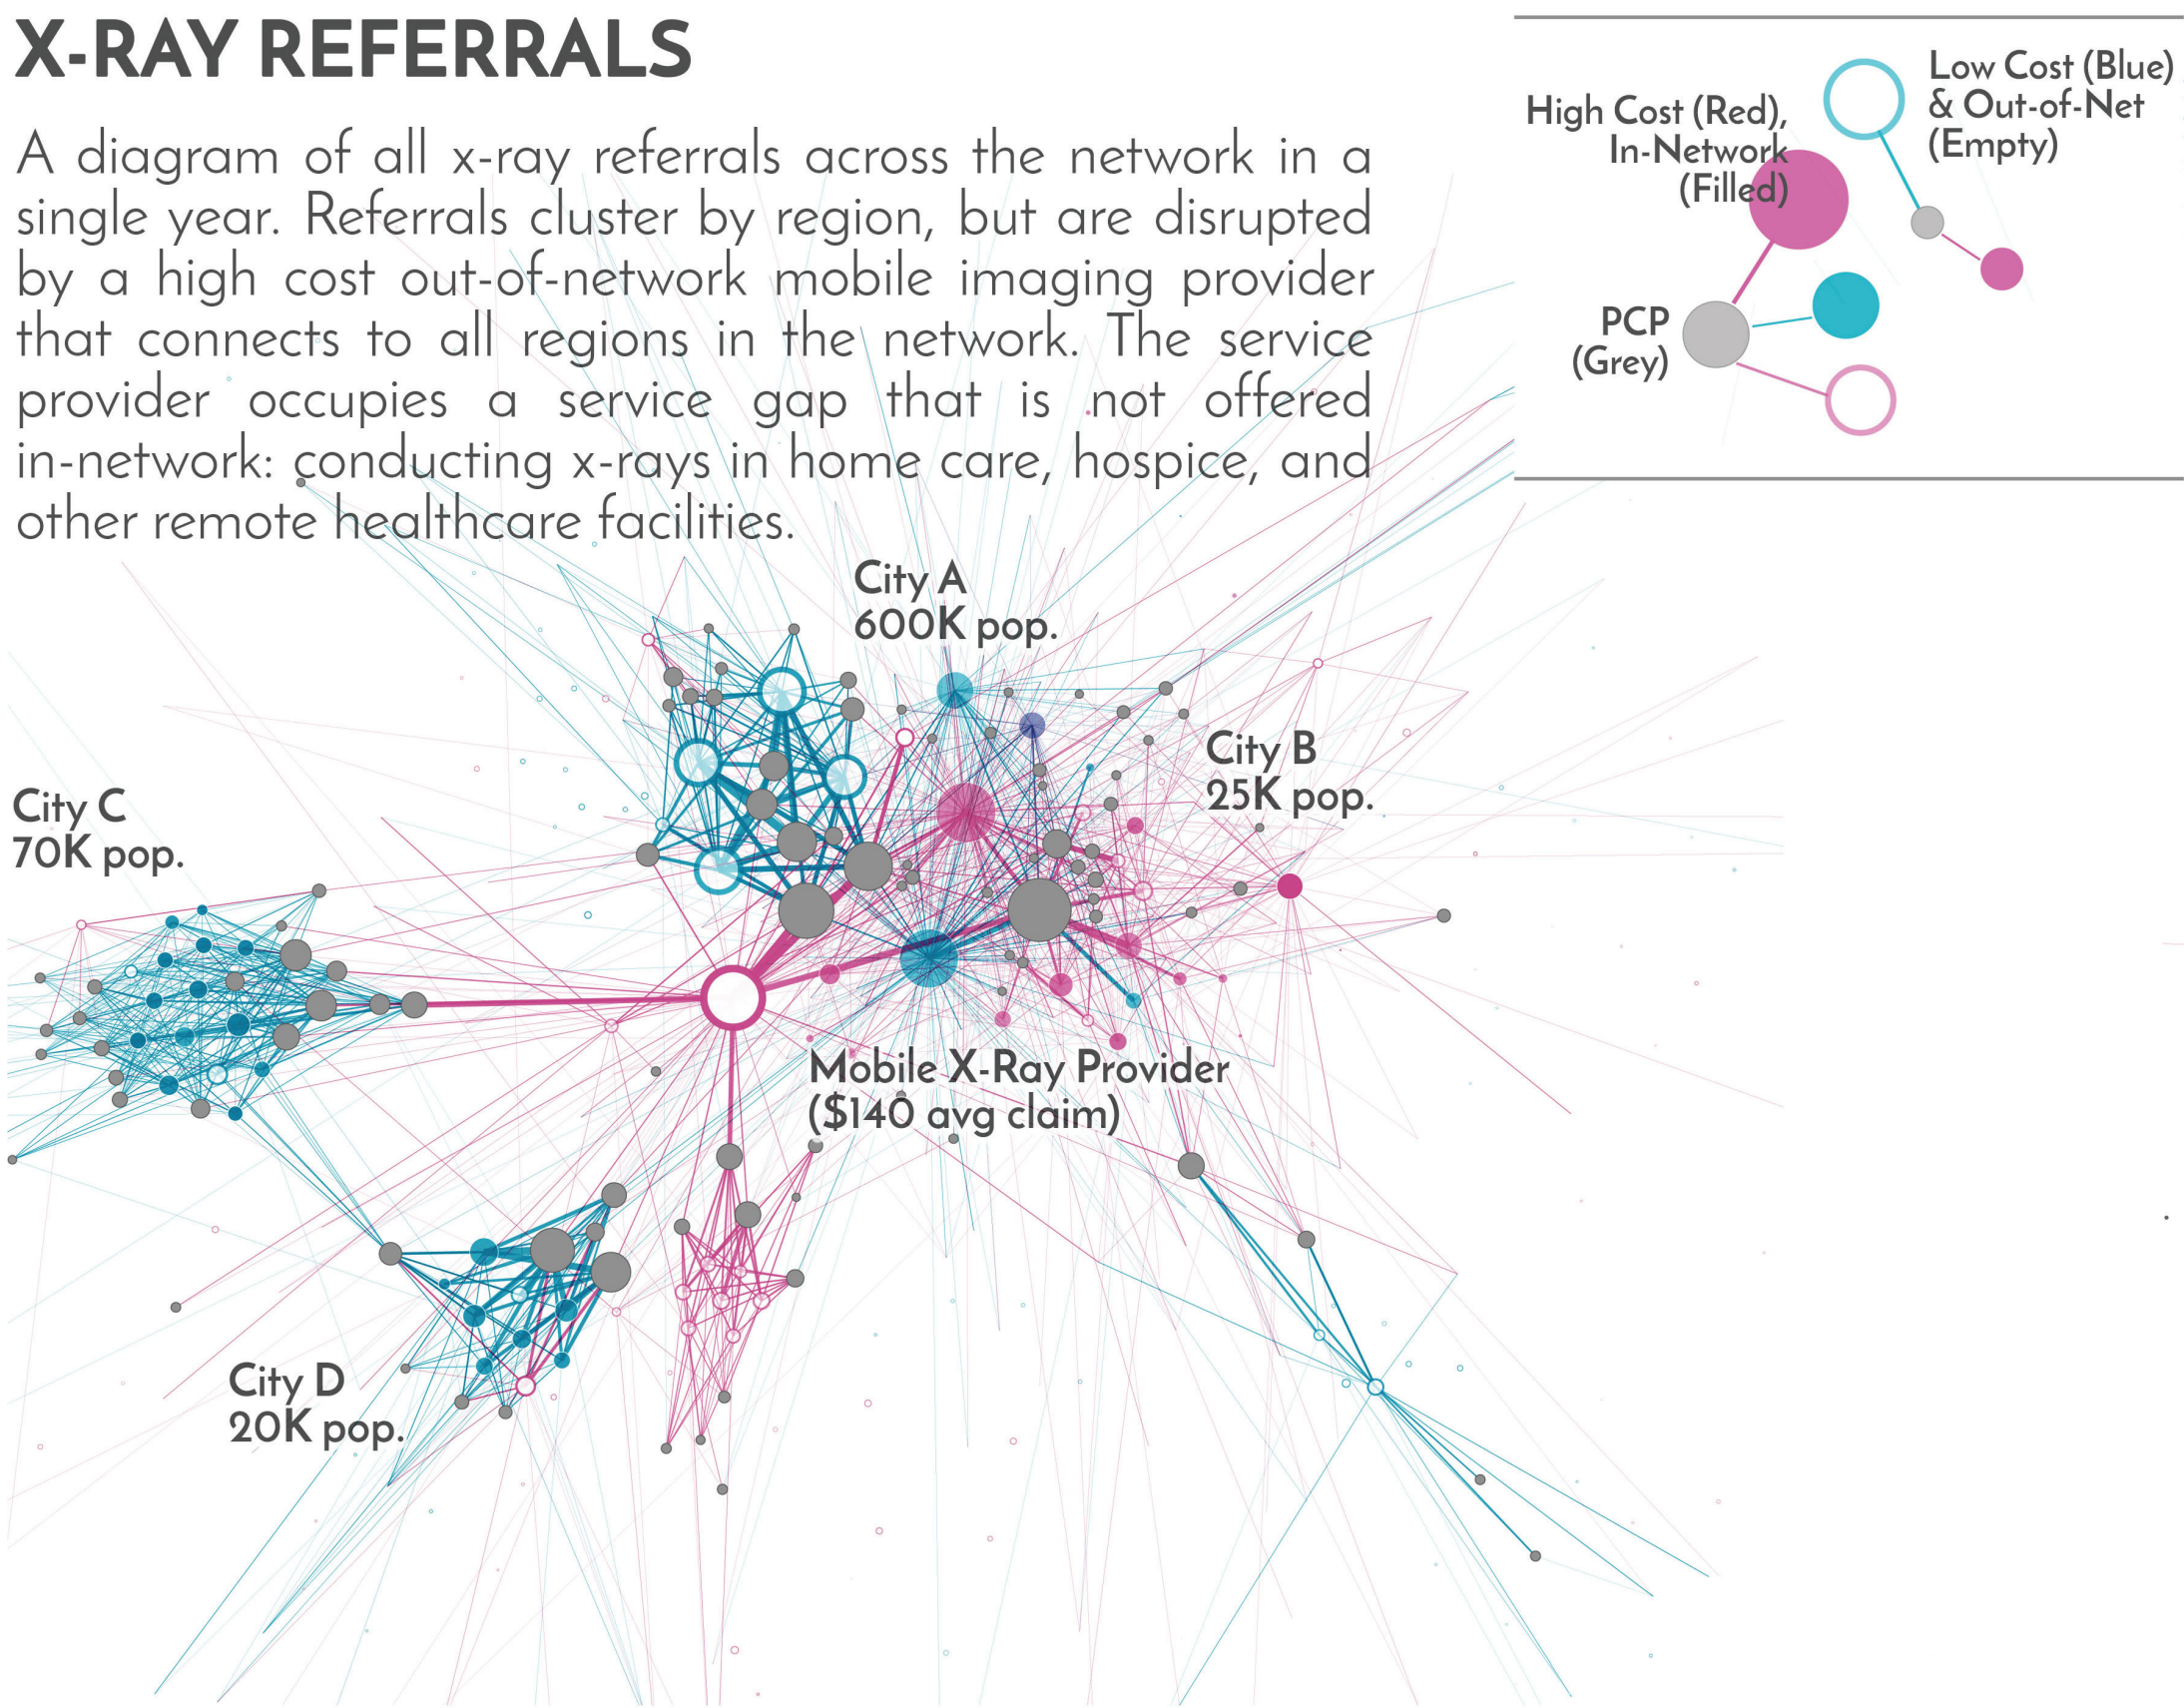 X-RAY REFERRALS
A diagram of all x-ray referrals across the network in a
single year. Referrals cluster by region, but are disrupted
by a high cost out-of-network mobile imaging provider
that connects to all regions in the network. The service
provider occupies a service gap that is not offered
in-network: conducting x-rays in home care, hospice, and
other remote healthcare facilities.
High Cost (Red),
In-Network
(Filled)
Low Cost (Blue)
& Out-of-Net
(Empty)
PCP
(Grey)
City A
600K pop.
City B
25K pop.
City C
70K pop.
Mobile X-Ray Provider
($140 avg claim)
City D
20K pop.